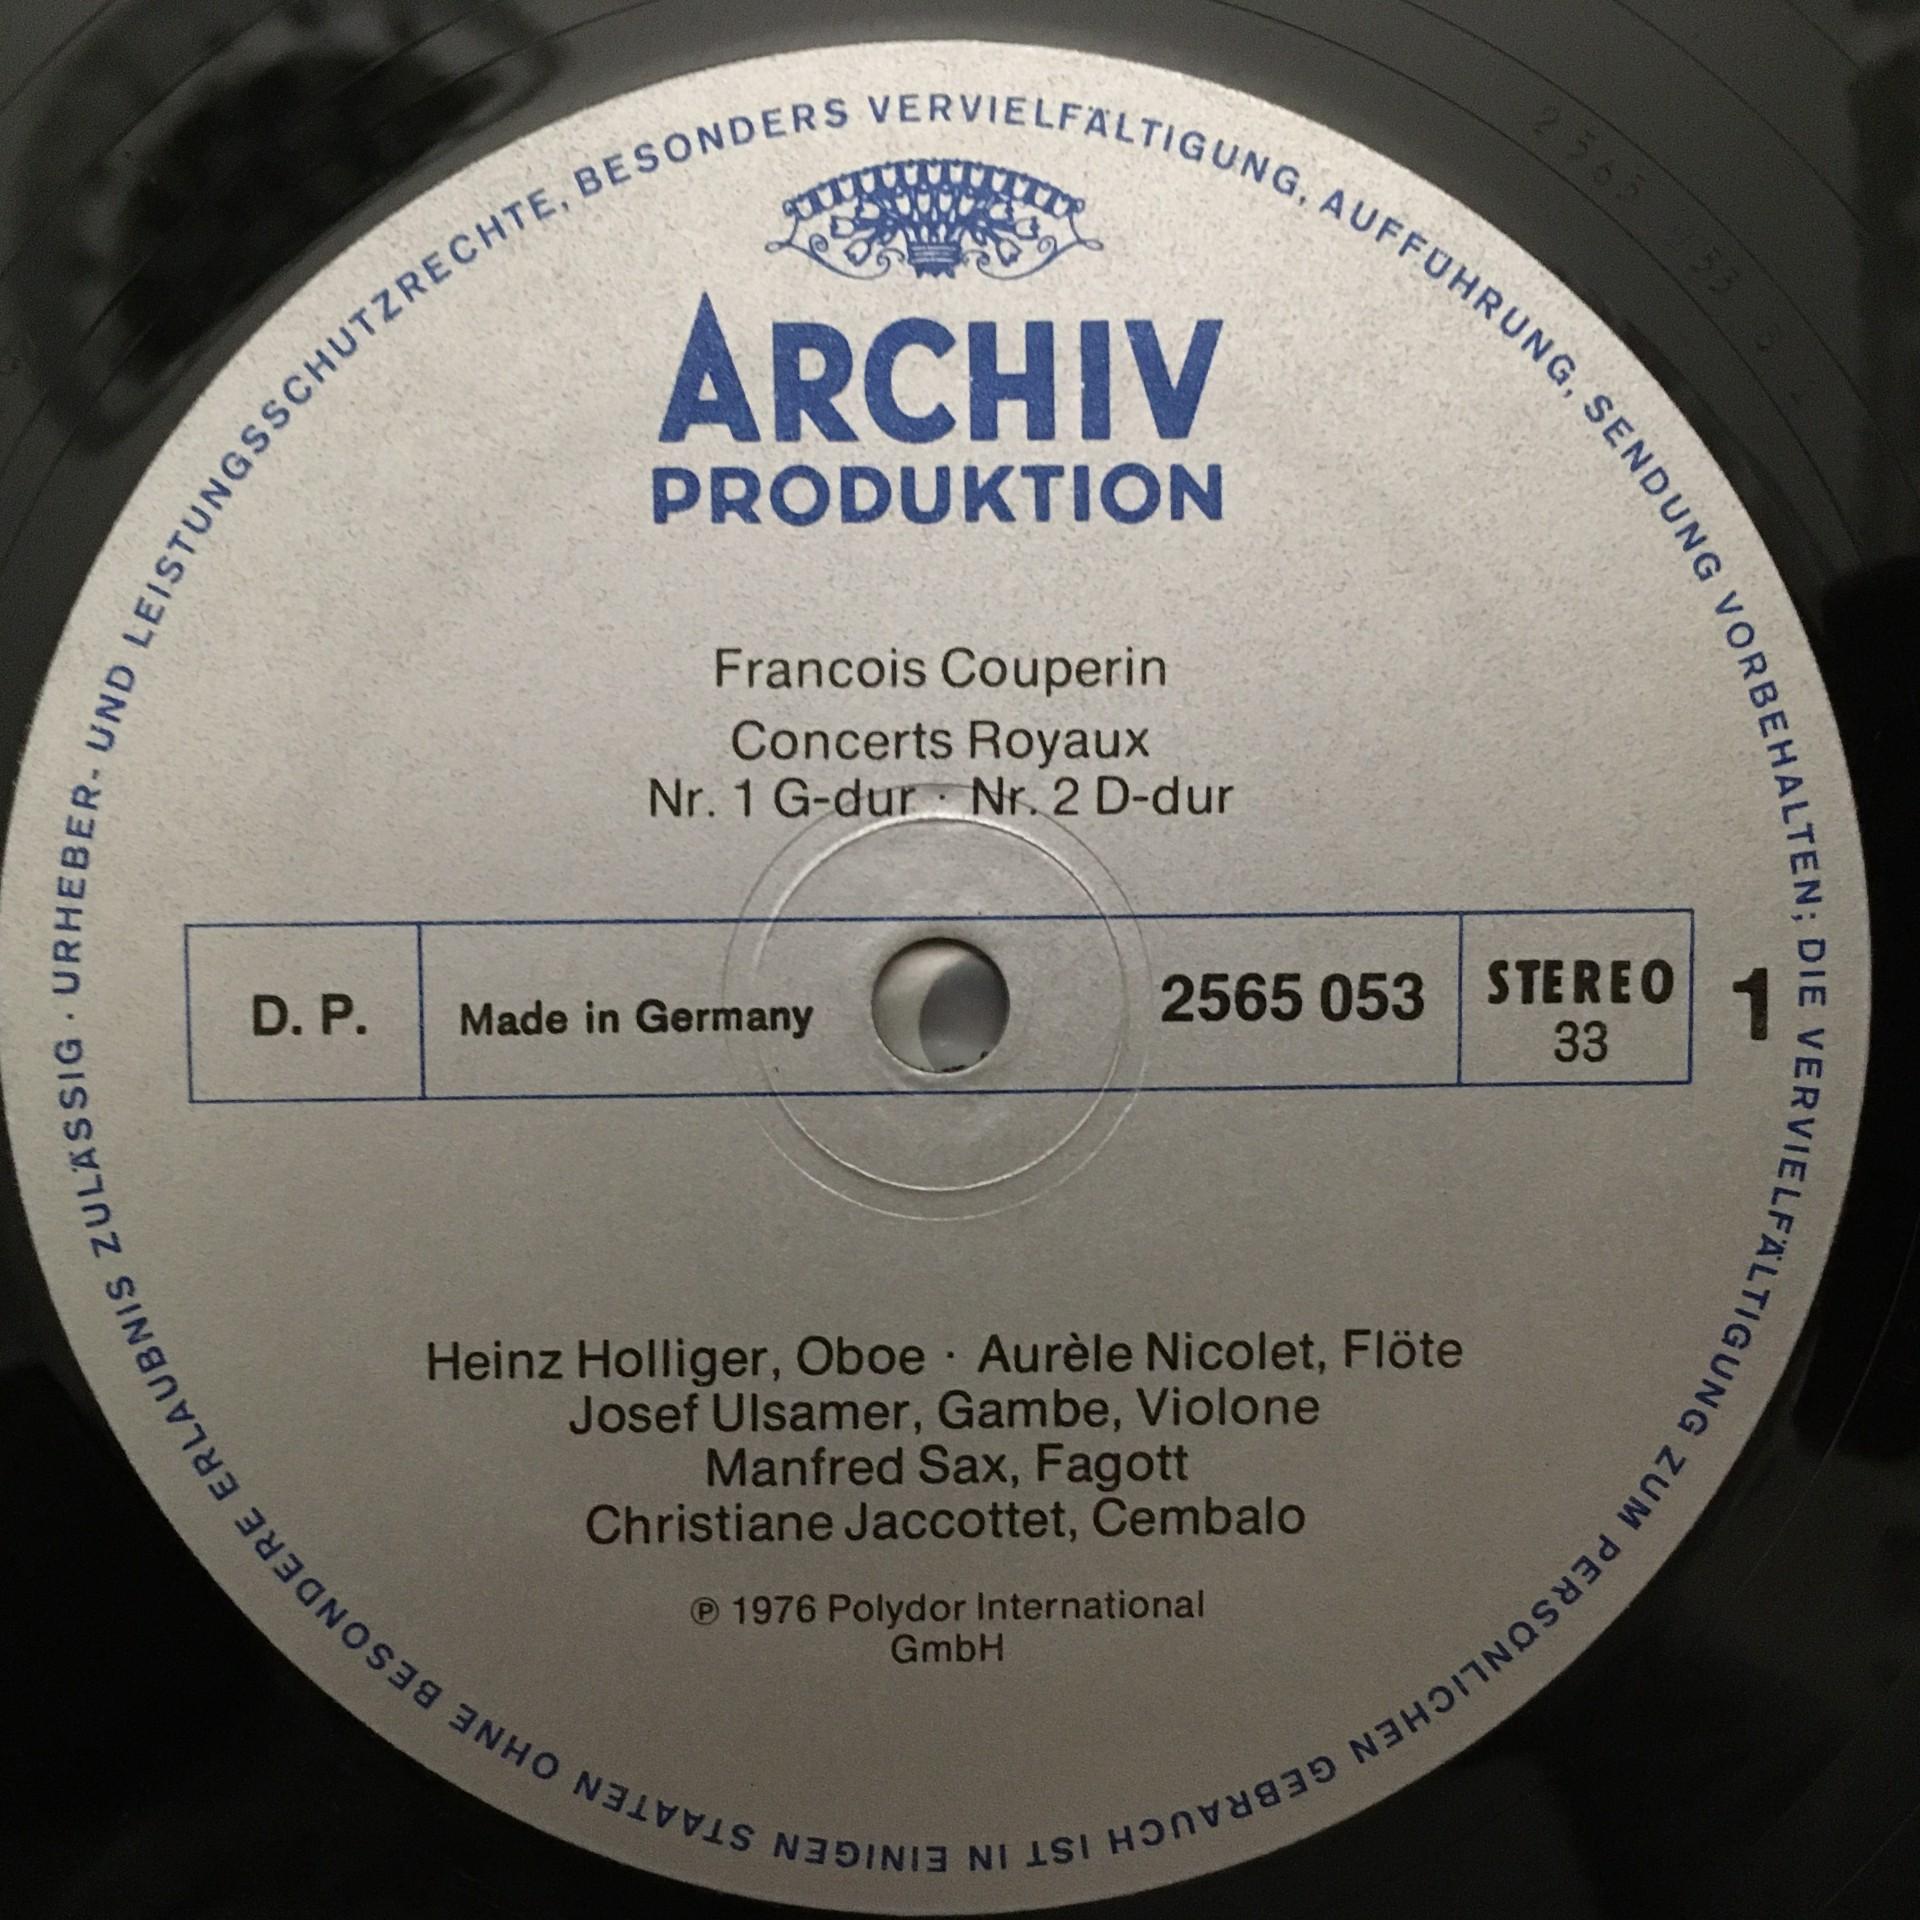 URHEBER- UND LEISTUNGSSCHUTZRECHTE, BESONDERS VERVIELFÄLTIGUNG, AUFFÜHRUNG, SENDUNG VORBEHALTEN; DIE VERVIELFÄLTIGUNG ZUM PERSÖNLICHEN GEBRAUCH IST IN EINIGEN STAATEN OHNE BESONDERE ERLAUBNIS ZULÄSSIG ·
ARCHIV
PRODUKTION
Francois Couperin
Concerts Royaux
Nr. 1 G-dur · Nr. 2 D-dur
D. P.
Made in Germany
2565 053
STEREO
33
1
Heinz Holliger, Oboe · Aurèle Nicolet, Flöte
Josef Ulsamer, Gambe, Violone
Manfred Sax, Fagott
Christiane Jaccottet, Cembalo
℗ 1976 Polydor International
GmbH